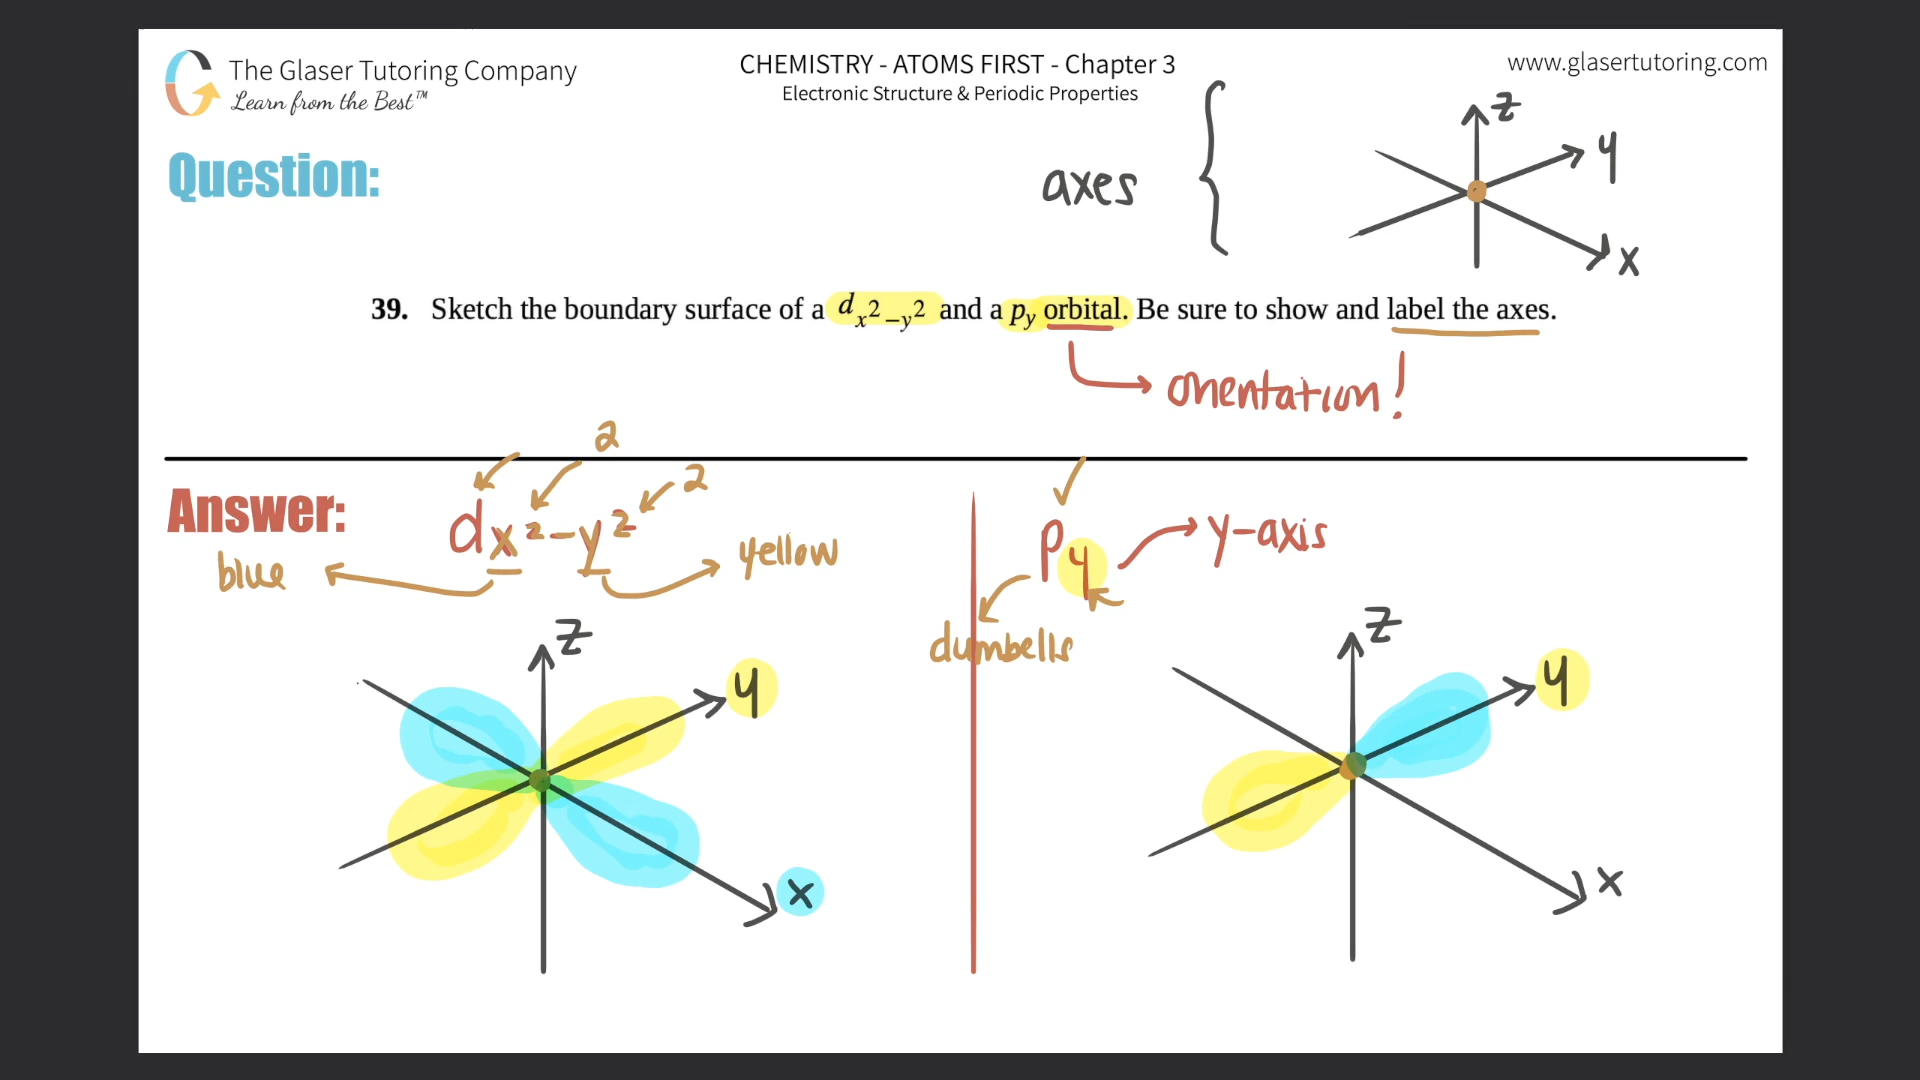 The Glaser Tutoring Company
Learn from the Best™
CHEMISTRY - ATOMS FIRST - Chapter 3
Electronic Structure & Periodic Properties
www.glasertutoring.com
Question:
axes
z
y
x
39. Sketch the boundary surface of a dx2−y2 and a py orbital. Be sure to show and label the axes.
orientation!
Answer:
2
2
dx²-y²
blue
yellow
z
y
x
py
y-axis
dumbells
z
y
x